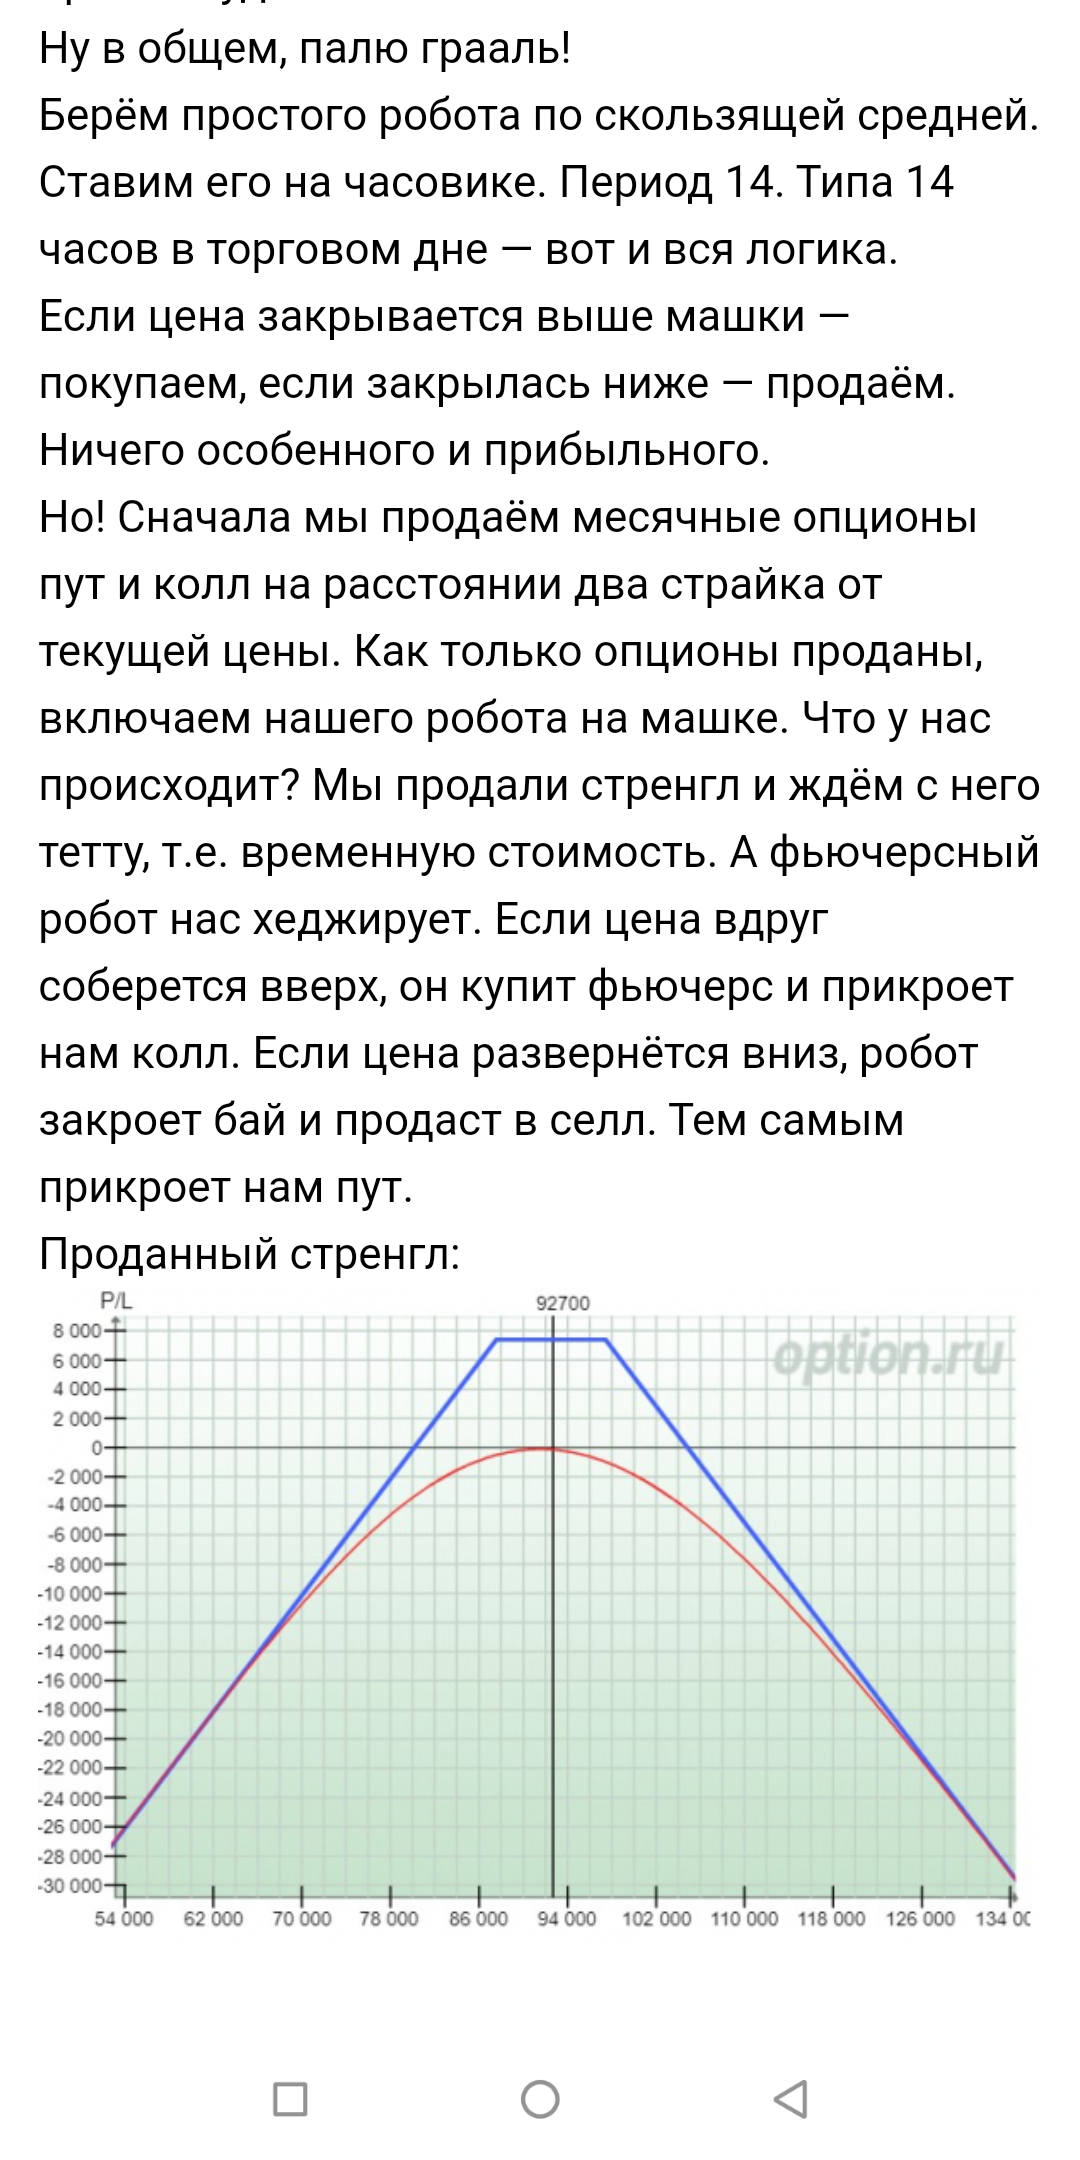 Ну в общем, палю грааль!
Берём простого робота по скользящей средней.
Ставим его на часовике. Период 14. Типа 14
часов в торговом дне — вот и вся логика.
Если цена закрывается выше машки —
покупаем, если закрылась ниже — продаём.
Ничего особенного и прибыльного.
Но! Сначала мы продаём месячные опционы
пут и колл на расстоянии два страйка от
текущей цены. Как только опционы проданы,
включаем нашего робота на машке. Что у нас
происходит? Мы продали стренгл и ждём с него
тетту, т.е. временную стоимость. А фьючерсный
робот нас хеджирует. Если цена вдруг
соберется вверх, он купит фьючерс и прикроет
нам колл. Если цена развернётся вниз, робот
закроет бай и продаст в селл. Тем самым
прикроет нам пут.
Проданный стренгл:
P/L
92700
option.ru
8 000
6 000
4 000
2 000
0
-2 000
-4 000
-6 000
-8 000
-10 000
-12 000
-14 000
-16 000
-18 000
-20 000
-22 000
-24 000
-26 000
-28 000
-30 000
54 000 62 000 70 000 78 000 86 000 94 000 102 000 110 000 118 000 126 000 134 00